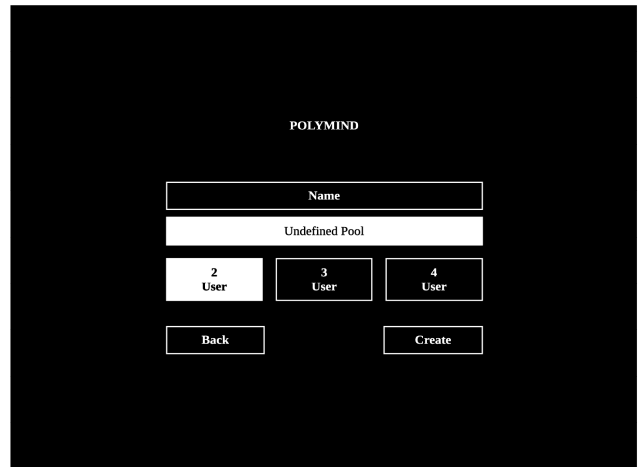 POLYMIND
Name
Undefined Pool
2
User
3
User
4
User
Back
Create